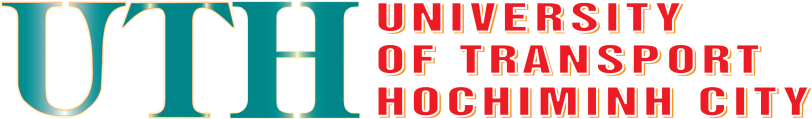 UTH
UNIVERSITY
OF TRANSPORT
HOCHIMINH CITY